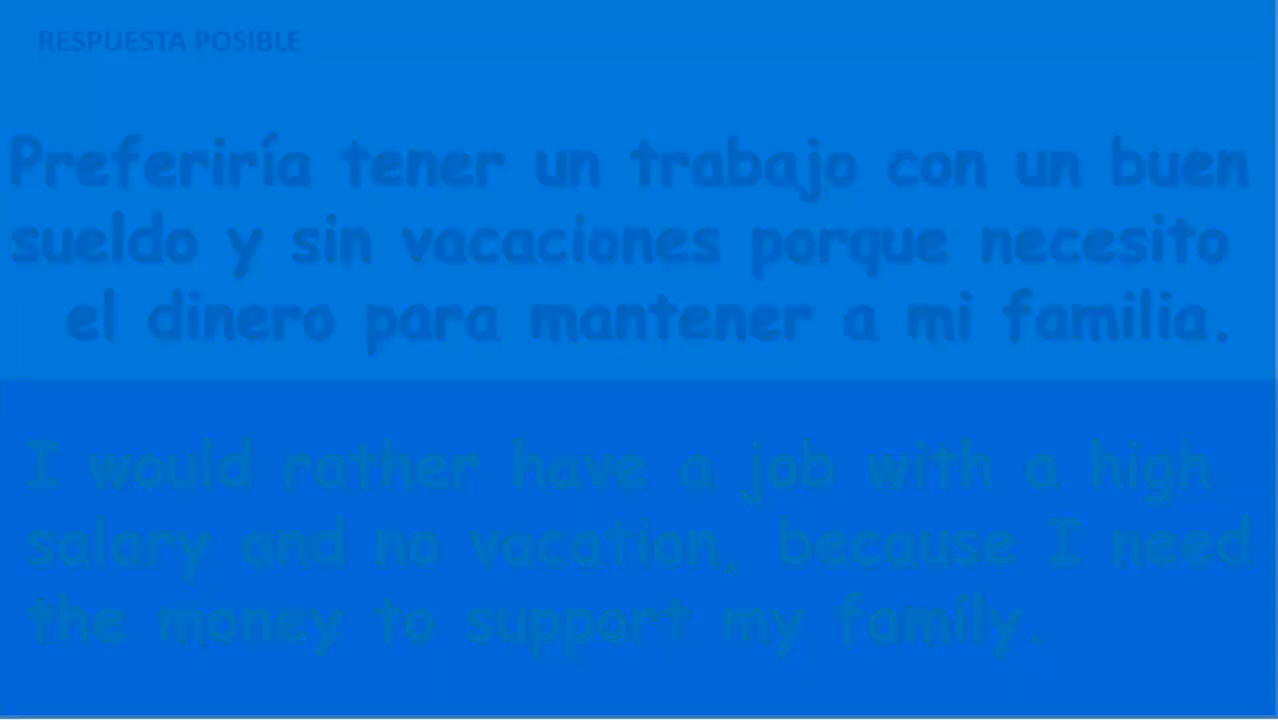 RESPUESTA POSIBLE
Preferiría tener un trabajo con un buen
sueldo y sin vacaciones porque necesito
el dinero para mantener a mi familia.
I would rather have a job with a high
salary and no vacation, because I need
the money to support my family.